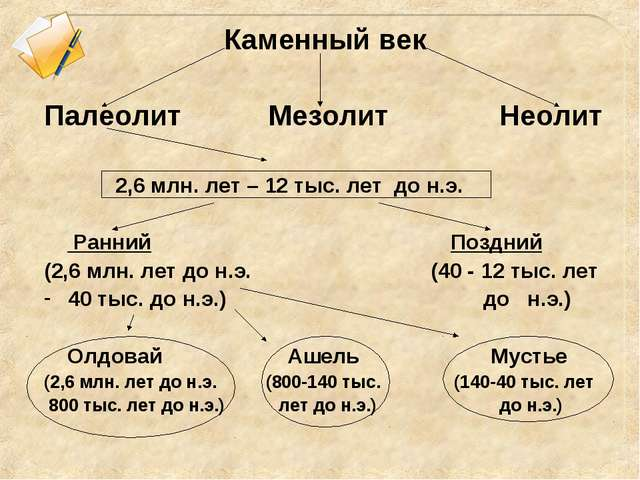 Каменный век
Палеолит Мезолит Неолит
2,6 млн. лет – 12 тыс. лет до н.э.
Ранний Поздний
(2,6 млн. лет до н.э. (40 - 12 тыс. лет
- 40 тыс. до н.э.) до н.э.)
Олдовай Ашель Мустье
(2,6 млн. лет до н.э. (800-140 тыс. (140-40 тыс. лет
800 тыс. лет до н.э.) лет до н.э.) до н.э.)